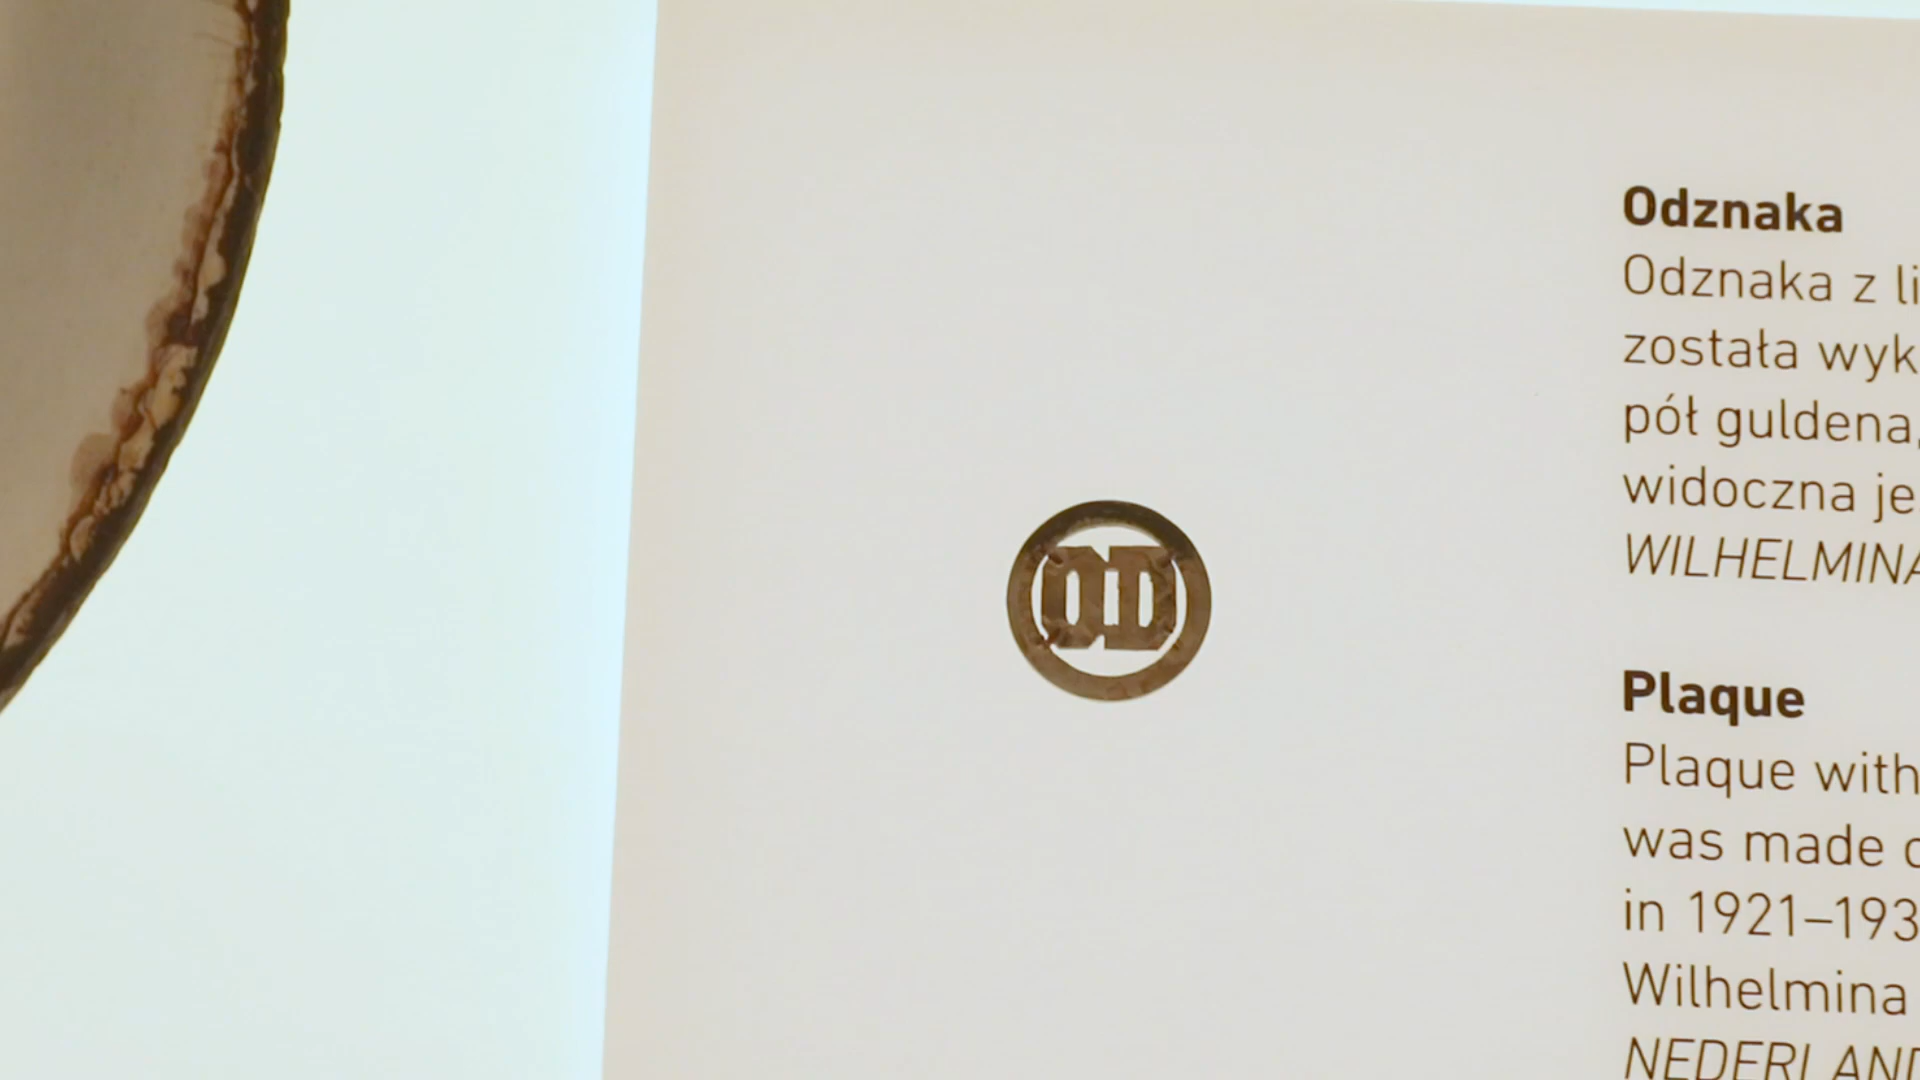 OD
Odznaka
Odznaka z li
została wyk
pół guldena,
widoczna je
WILHELMINA
Plaque
Plaque with
was made o
in 1921–193
Wilhelmina
NEDERLAND